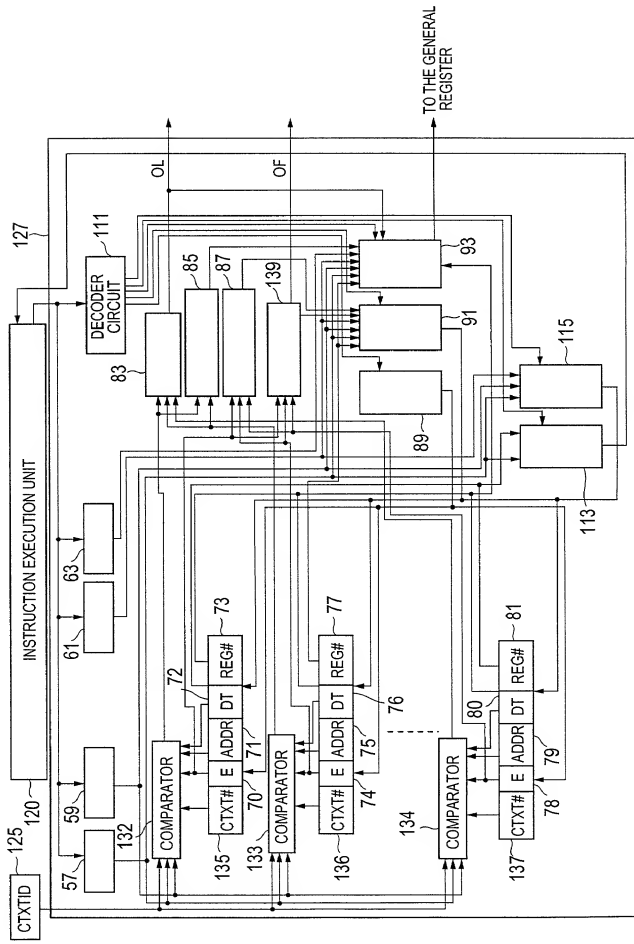 125
CTXTID
120
INSTRUCTION EXECUTION UNIT
127
57
59
61
63
111
DECODER
CIRCUIT
OL
OF
TO THE GENERAL
REGISTER
83
85
87
139
93
91
89
115
113
132
COMPARATOR
72
73
CTXT# E ADDR DT REG#
135
70
71
133
COMPARATOR
77
CTXT# E ADDR DT REG#
136
74
75
76
134
COMPARATOR
80
81
CTXT# E ADDR DT REG#
137
78
79